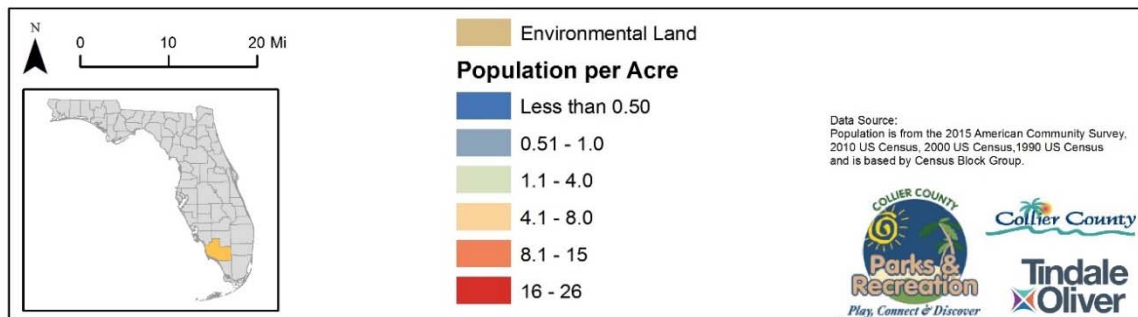 N
0 10 20 Mi
Environmental Land
Population per Acre
Less than 0.50
0.51 - 1.0
1.1 - 4.0
4.1 - 8.0
8.1 - 15
16 - 26
Data Source:
Population is from the 2015 American Community Survey,
2010 US Census, 2000 US Census,1990 US Census
and is based by Census Block Group.
COLLIER COUNTY
Parks &
Recreation
Play, Connect & Discover
Collier County
Tindale
Oliver